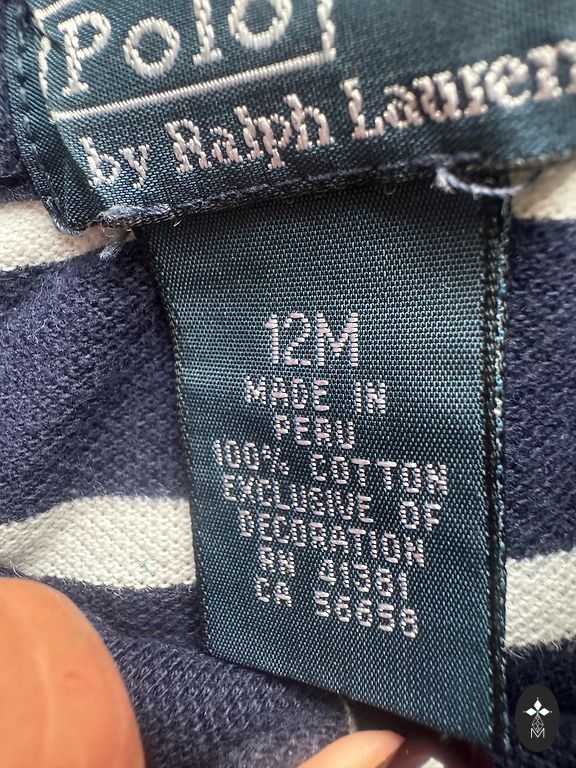 Polo
by Ralph Lauren
12M
MADE IN
PERU
100% COTTON
EXCLUSIVE OF
DECORATION
RN 41381
CA 56658
M